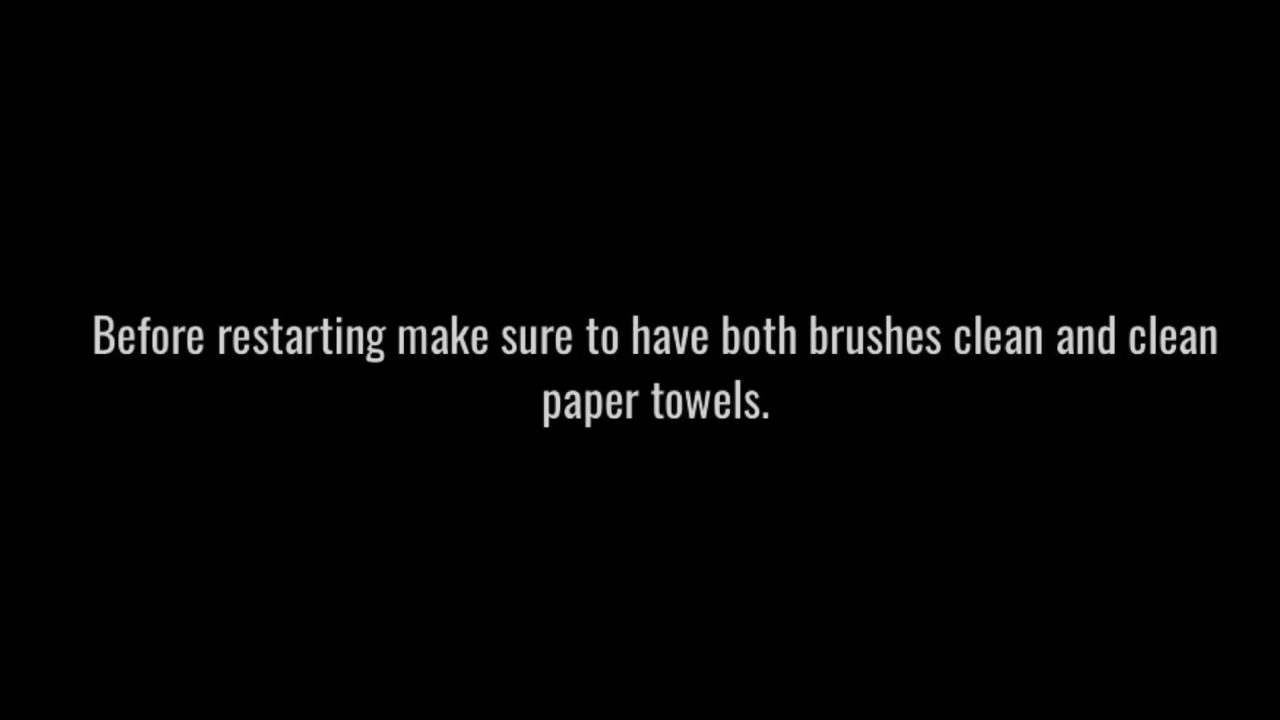 Before restarting make sure to have both brushes clean and clean
paper towels.